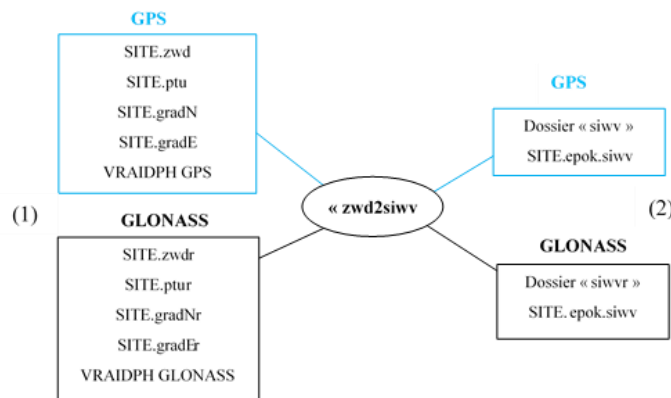 GPS
SITE.zwd
SITE.ptu
SITE.gradN
SITE.gradE
VRAIDPH GPS
(1)
GLONASS
SITE.zwdr
SITE.ptur
SITE.gradNr
SITE.gradEr
VRAIDPH GLONASS
« zwd2siwv
GPS
Dossier « siwv »
SITE.epok.siwv
(2)
GLONASS
Dossier « siwvr »
SITE.epok.siwv